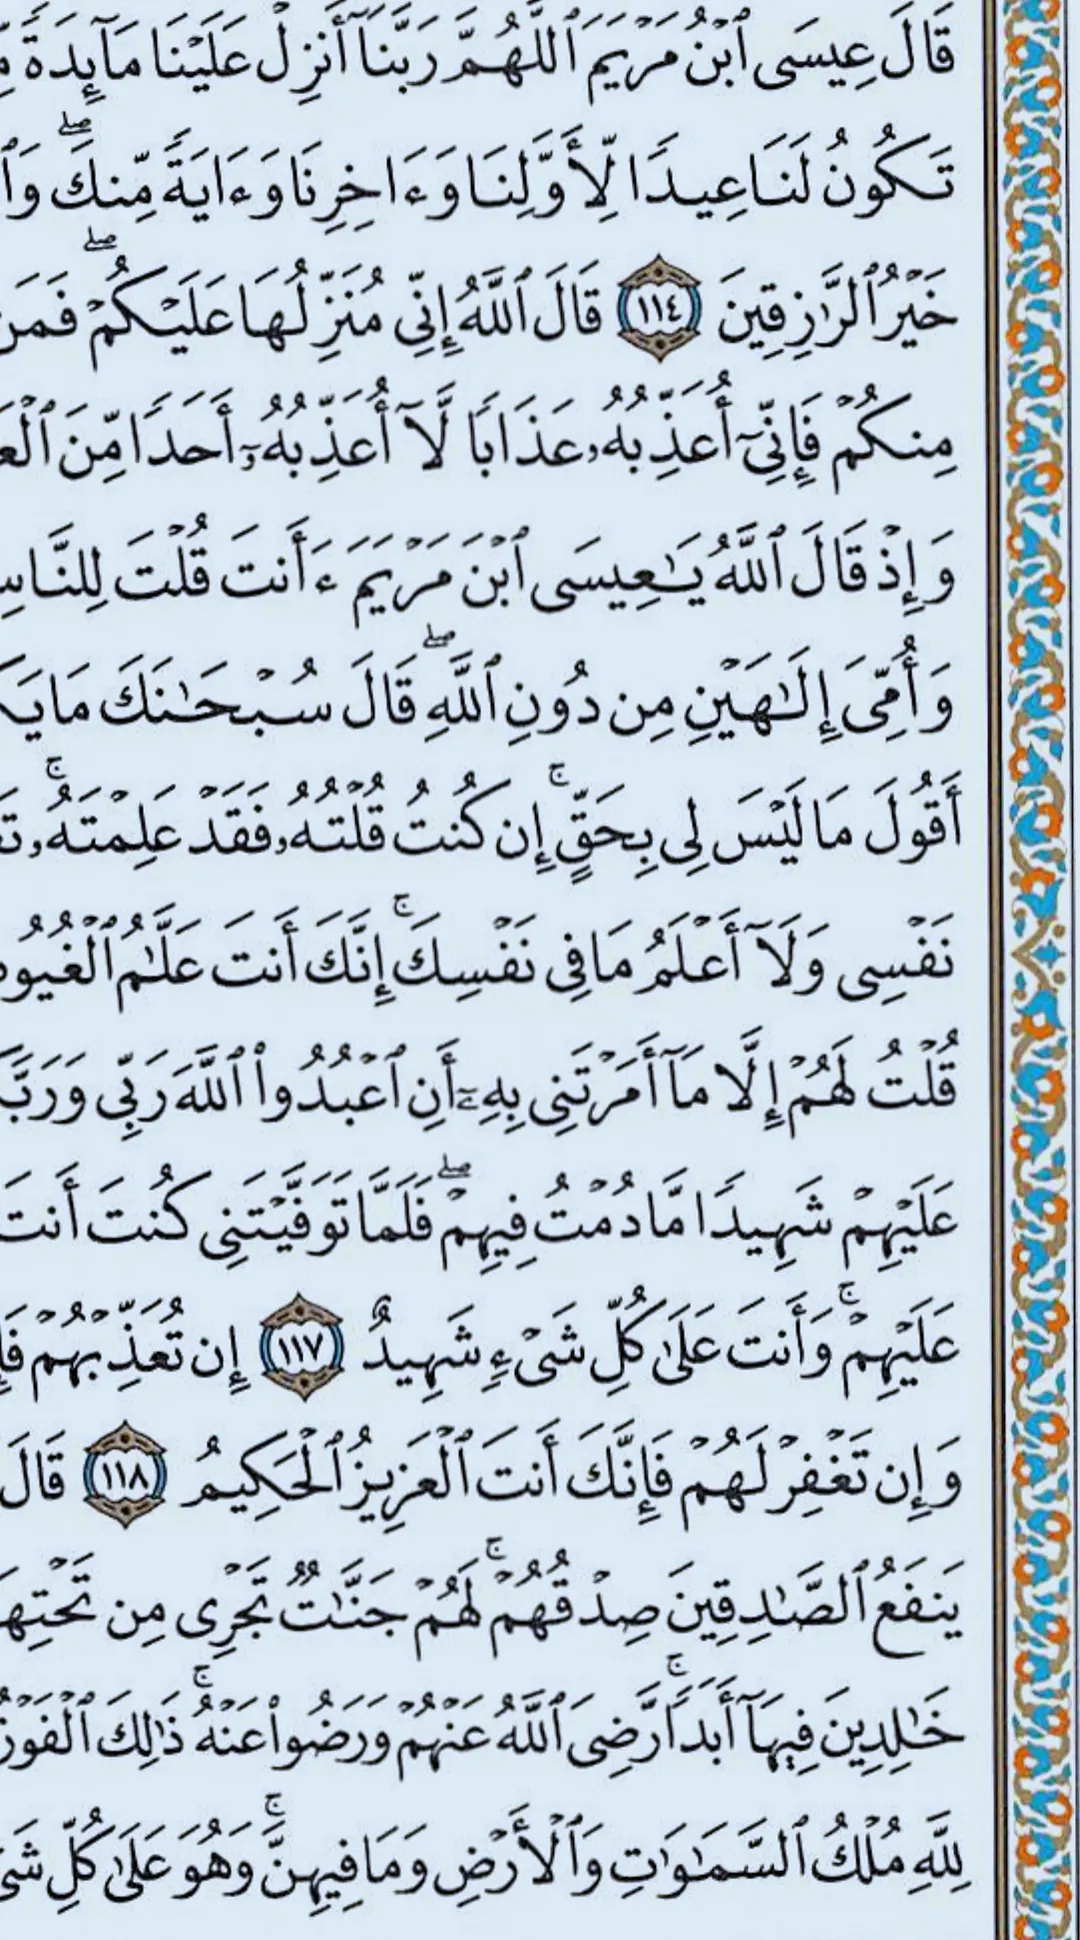 قَالَ عِيسَى ٱبْنُ مَرْيَمَ ٱللَّهُمَّ رَبَّنَآ أَنزِلْ عَلَيْنَا مَآئِدَةً
تَكُونُ لَنَا عِيدًا لِّأَوَّلِنَا وَءَاخِرِنَا وَءَايَةً مِّنكَۖ
خَيْرُ ٱلرَّٰزِقِينَ ١١٤ قَالَ ٱللَّهُ إِنِّي مُنَزِّلُهَا عَلَيْكُمْۖ فَمَن
مِنكُمْ فَإِنِّيٓ أُعَذِّبُهُۥ عَذَابًا لَّآ أُعَذِّبُهُۥٓ أَحَدًا مِّنَ
وَإِذْ قَالَ ٱللَّهُ يَٰعِيسَى ٱبْنَ مَرْيَمَ ءَأَنتَ قُلْتَ لِلنَّاسِ
وَأُمِّيَ إِلَٰهَيْنِ مِن دُونِ ٱللَّهِۖ قَالَ سُبْحَٰنَكَ مَا
أَقُولَ مَا لَيْسَ لِي بِحَقٍّۚ إِن كُنتُ قُلْتُهُۥ فَقَدْ عَلِمْتَهُۥۚ
نَفْسِي وَلَآ أَعْلَمُ مَا فِي نَفْسِكَۚ إِنَّكَ أَنتَ عَلَّٰمُ
قُلْتُ لَهُمْ إِلَّا مَآ أَمَرْتَنِي بِهِۦٓ أَنِ ٱعْبُدُوا۟ ٱللَّهَ رَبِّي
عَلَيْهِمْ شَهِيدًا مَّا دُمْتُ فِيهِمْۖ فَلَمَّا تَوَفَّيْتَنِي كُنتَ أَنتَ
عَلَيْهِمْۚ وَأَنتَ عَلَىٰ كُلِّ شَيْءٍ شَهِيدٌ ١١٧ إِن تُعَذِّبْهُمْ
وَإِن تَغْفِرْ لَهُمْ فَإِنَّكَ أَنتَ ٱلْعَزِيزُ ٱلْحَكِيمُ ١١٨ قَالَ
يَنفَعُ ٱلصَّٰدِقِينَ صِدْقُهُمْۚ لَهُمْ جَنَّٰتٌ تَجْرِي مِن تَحْتِهَا
خَٰلِدِينَ فِيهَآ أَبَدًاۚ رَّضِيَ ٱللَّهُ عَنْهُمْ وَرَضُوا۟ عَنْهُۚ ذَٰلِكَ ٱلْفَوْزُ
لِلَّهِ مُلْكُ ٱلسَّمَٰوَٰتِ وَٱلْأَرْضِ وَمَا فِيهِنَّۚ وَهُوَ عَلَىٰ كُلِّ